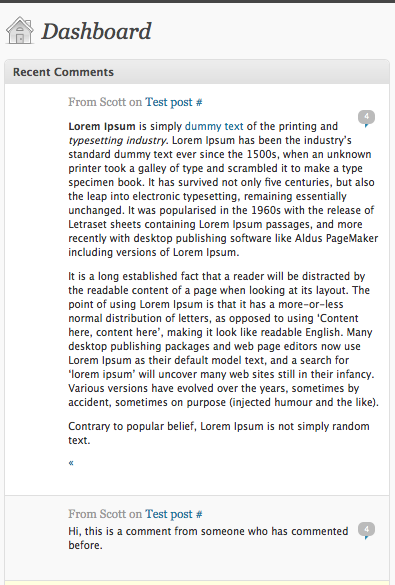 Dashboard
Recent Comments
From Scott on Test post #
4
Lorem Ipsum is simply dummy text of the printing and
typesetting industry. Lorem Ipsum has been the industry’s
standard dummy text ever since the 1500s, when an unknown
printer took a galley of type and scrambled it to make a type
specimen book. It has survived not only five centuries, but also
the leap into electronic typesetting, remaining essentially
unchanged. It was popularised in the 1960s with the release of
Letraset sheets containing Lorem Ipsum passages, and more
recently with desktop publishing software like Aldus PageMaker
including versions of Lorem Ipsum.
It is a long established fact that a reader will be distracted by
the readable content of a page when looking at its layout. The
point of using Lorem Ipsum is that it has a more-or-less
normal distribution of letters, as opposed to using ‘Content
here, content here’, making it look like readable English. Many
desktop publishing packages and web page editors now use
Lorem Ipsum as their default model text, and a search for
‘lorem ipsum’ will uncover many web sites still in their infancy.
Various versions have evolved over the years, sometimes by
accident, sometimes on purpose (injected humour and the like).
Contrary to popular belief, Lorem Ipsum is not simply random
text.
«
From Scott on Test post #
4
Hi, this is a comment from someone who has commented
before.